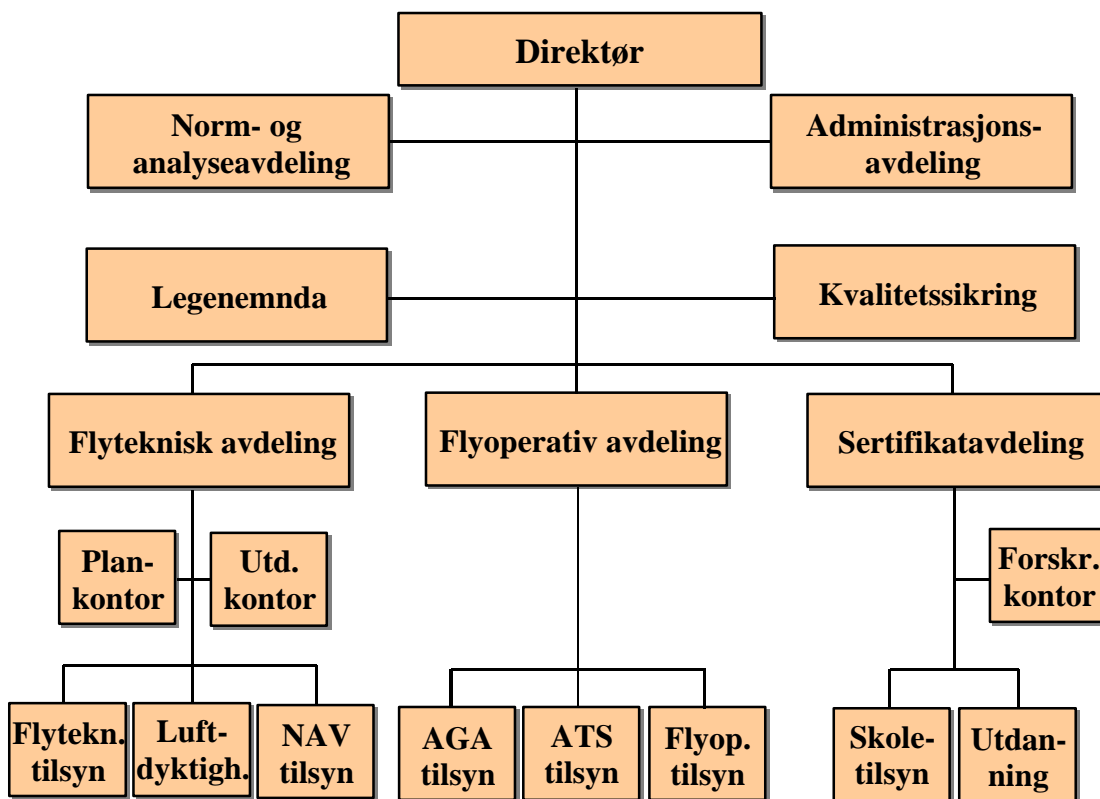 Direktør
Norm- og
analyseavdeling
Administrasjons-
avdeling
Legenemnda
Kvalitetssikring
Flyteknisk avdeling
Flyoperativ avdeling
Sertifikatavdeling
Plan-
kontor
Utd.
kontor
Forskr.
kontor
Flytekn.
tilsyn
Luft-
dyktigh.
NAV
tilsyn
AGA
tilsyn
ATS
tilsyn
Flyop.
tilsyn
Skole-
tilsyn
Utdan-
ning